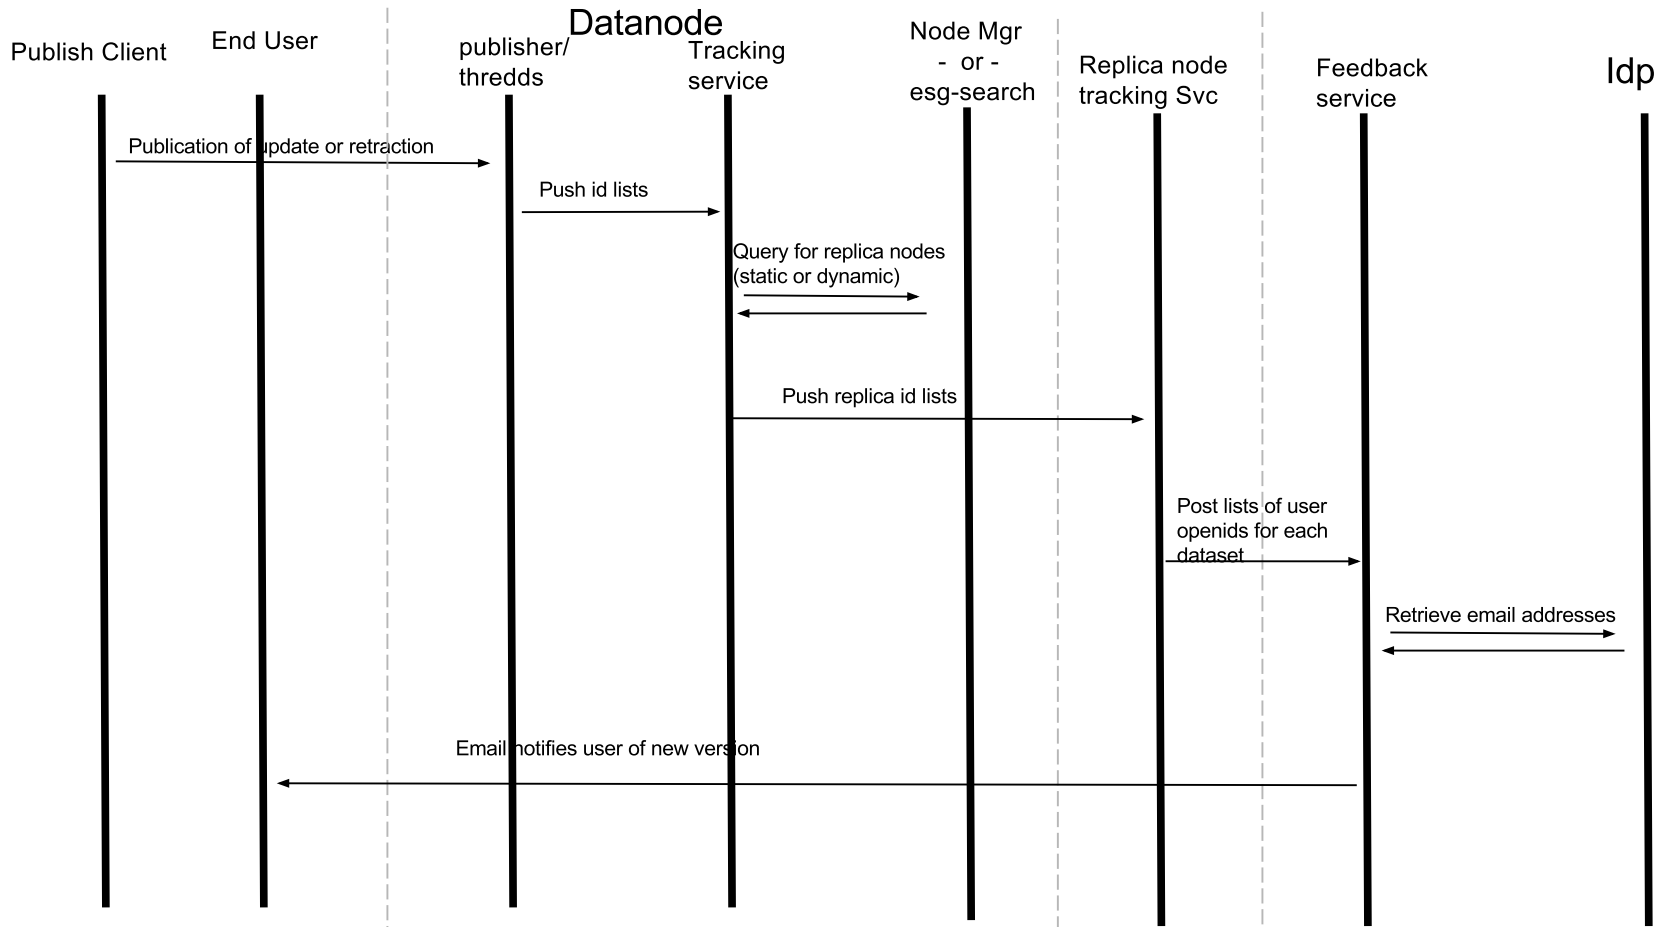 Datanode
Publish Client
End User
publisher/
thredds
Tracking
service
Node Mgr
- or -
esg-search
Replica node
tracking Svc
Feedback
service
Idp
Publication of update or retraction
Push id lists
Query for replica nodes
(static or dynamic)
Push replica id lists
Post lists of user
openids for each
dataset
Retrieve email addresses
Email notifies user of new version